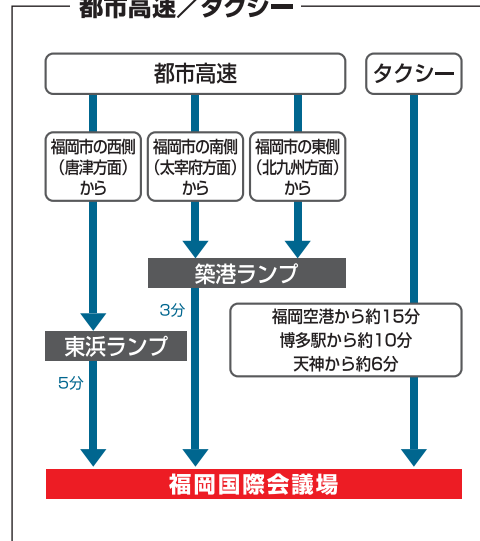 都市高速／タクシー
都市高速
タクシー
福岡市の西側
（唐津方面）
から
福岡市の南側
（太宰府方面）
から
福岡市の東側
（北九州方面）
から
築港ランプ
3分
福岡空港から約15分
博多駅から約10分
天神から約6分
東浜ランプ
5分
福岡国際会議場